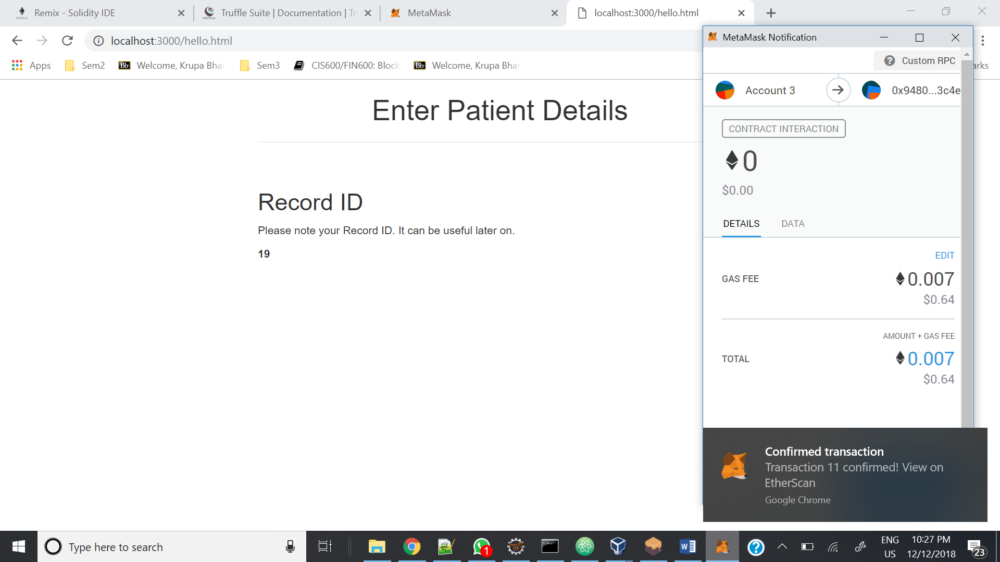 Remix - Solidity IDE
Truffle Suite | Documentation | Tr
MetaMask
localhost:3000/hello.html
localhost:3000/hello.html
Apps
Sem2
Bb Welcome, Krupa Bhar
Sem3
CIS600/FIN600: Block
Bb Welcome, Krupa Bhar
arks
Enter Patient Details
Record ID
Please note your Record ID. It can be useful later on.
19
MetaMask Notification
Custom RPC
Account 3
0x9480...3c4e
CONTRACT INTERACTION
0
$0.00
DETAILS
DATA
EDIT
GAS FEE
0.007
$0.64
AMOUNT + GAS FEE
TOTAL
0.007
$0.64
Confirmed transaction
Transaction 11 confirmed! View on
EtherScan
Google Chrome
Type here to search
1
ENG
US
10:27 PM
12/12/2018
23